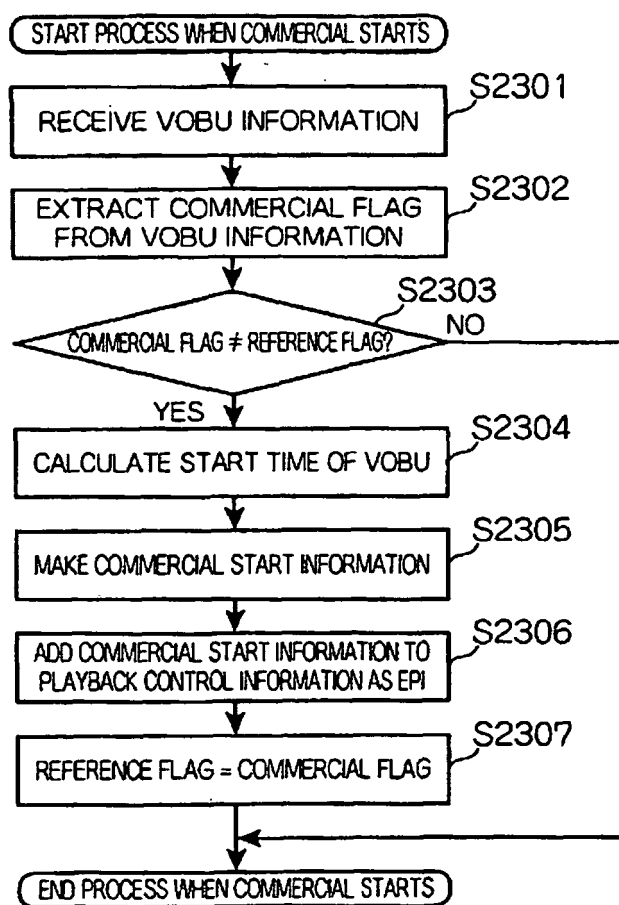 START PROCESS WHEN COMMERCIAL STARTS
S2301
RECEIVE VOBU INFORMATION
S2302
EXTRACT COMMERCIAL FLAG
FROM VOBU INFORMATION
S2303
COMMERCIAL FLAG ≠ REFERENCE FLAG?
NO
YES
S2304
CALCULATE START TIME OF VOBU
S2305
MAKE COMMERCIAL START INFORMATION
S2306
ADD COMMERCIAL START INFORMATION TO
PLAYBACK CONTROL INFORMATION AS EPI
S2307
REFERENCE FLAG = COMMERCIAL FLAG
END PROCESS WHEN COMMERCIAL STARTS